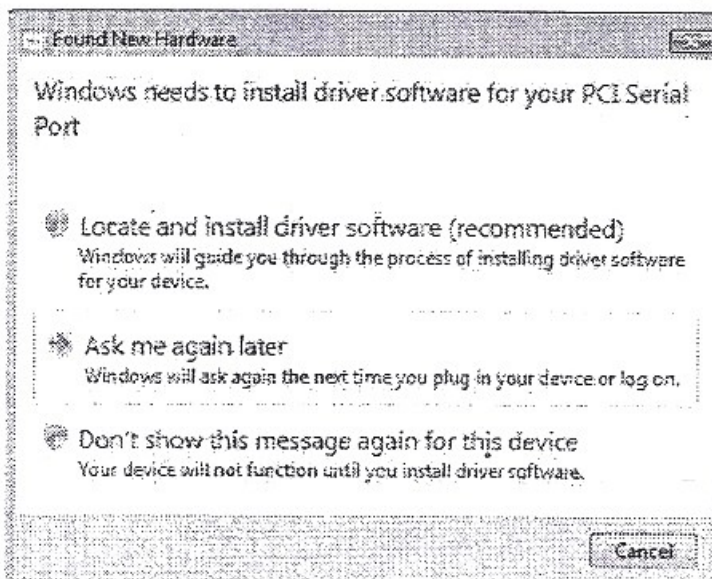 Found New Hardware
Windows needs to install driver software for your PCI Serial
Port
Locate and install driver software (recommended)
Windows will guide you through the process of installing driver software
for your device.
Ask me again later
Windows will ask again the next time you plug in your device or log on.
Don't show this message again for this device
Your device will not function until you install driver software.
Cancel